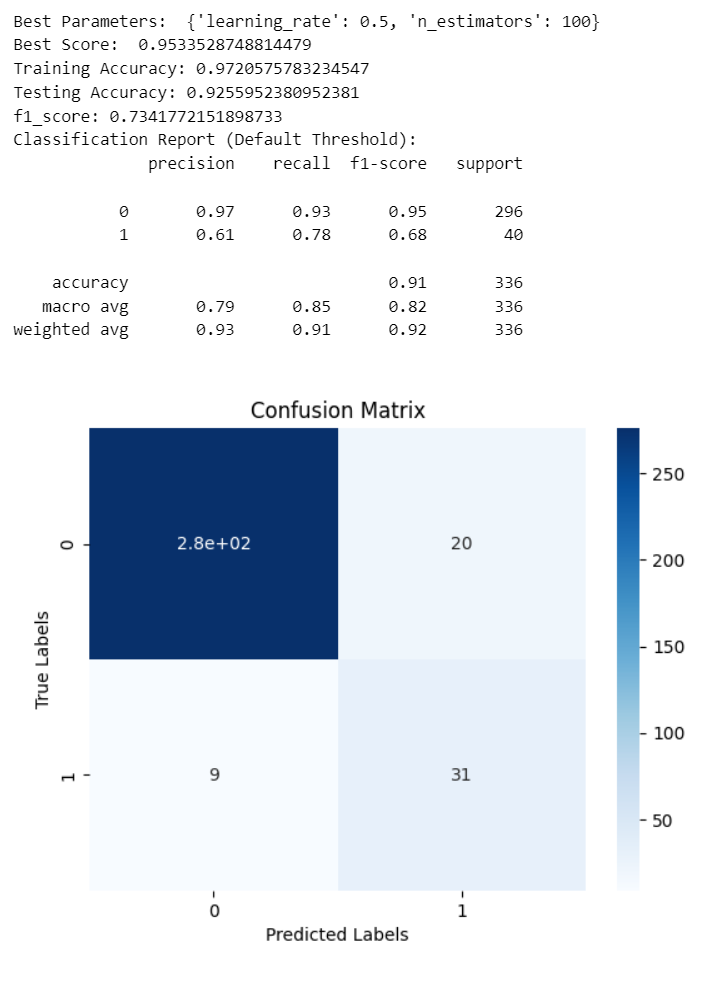 Best Parameters:  {'learning_rate': 0.5, 'n_estimators': 100}
Best Score:  0.9533528748814479
Training Accuracy: 0.9720575783234547
Testing Accuracy: 0.9255952380952381
f1_score: 0.7341772151898733
Classification Report (Default Threshold):
              precision    recall  f1-score   support

           0       0.97      0.93      0.95       296
           1       0.61      0.78      0.68        40

    accuracy                           0.91       336
   macro avg       0.79      0.85      0.82       336
weighted avg       0.93      0.91      0.92       336

Confusion Matrix
250
200
150
100
50
True Labels
0
2.8e+02
20
1
9
31
0
1
Predicted Labels